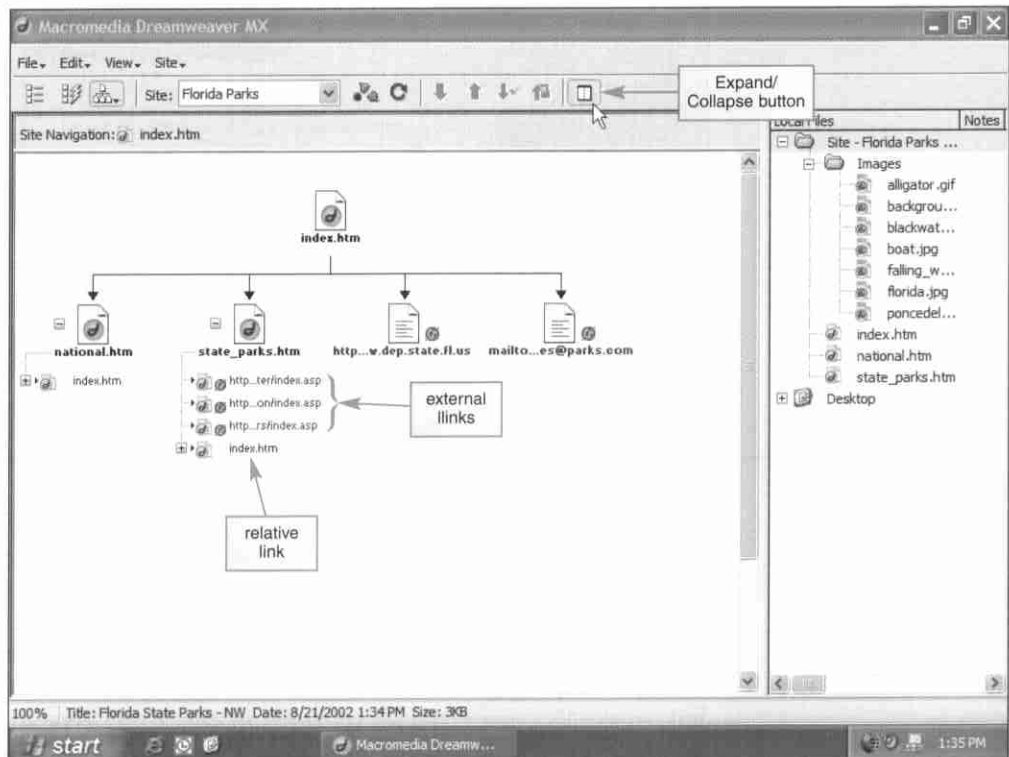 Macromedia Dreamweaver MX
File Edit View Site
Site: Florida Parks
Expand/
Collapse button
Site Navigation: index.htm
Local Files Notes
Site - Florida Parks ...
Images
alligator.gif
backgrou...
blackwat...
boat.jpg
falling_w...
florida.jpg
poncedel...
index.htm
national.htm
state_parks.htm
Desktop
index.htm
national.htm
state_parks.htm
http...w.dep.state.fl.us
mailto...es@parks.com
index.htm
http...ter/index.asp
http...on/index.asp
http...rs/index.asp
index.htm
external
llinks
relative
link
100% Title: Florida State Parks - NW Date: 8/21/2002 1:34 PM Size: 3KB
start
Macromedia Dreamw...
1:35 PM